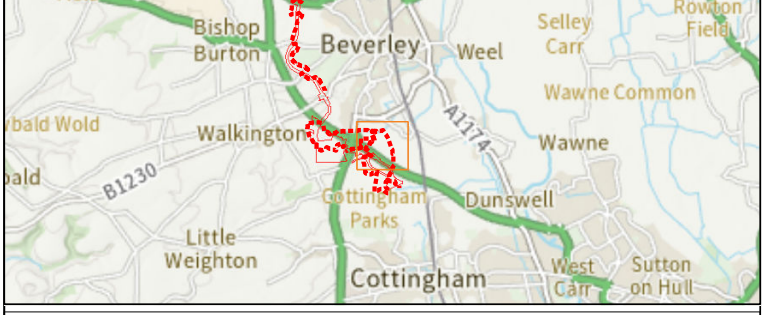 Rowton
Field
Selley
Carr
Bishop
Burton
Beverley
Weel
Wawne Common
A1174
wbald Wold
Walkington
Wawne
bald
B1230
Cottingham
Parks
Dunswell
Little
Weighton
Cottingham
West
Carr
Sutton
on Hull